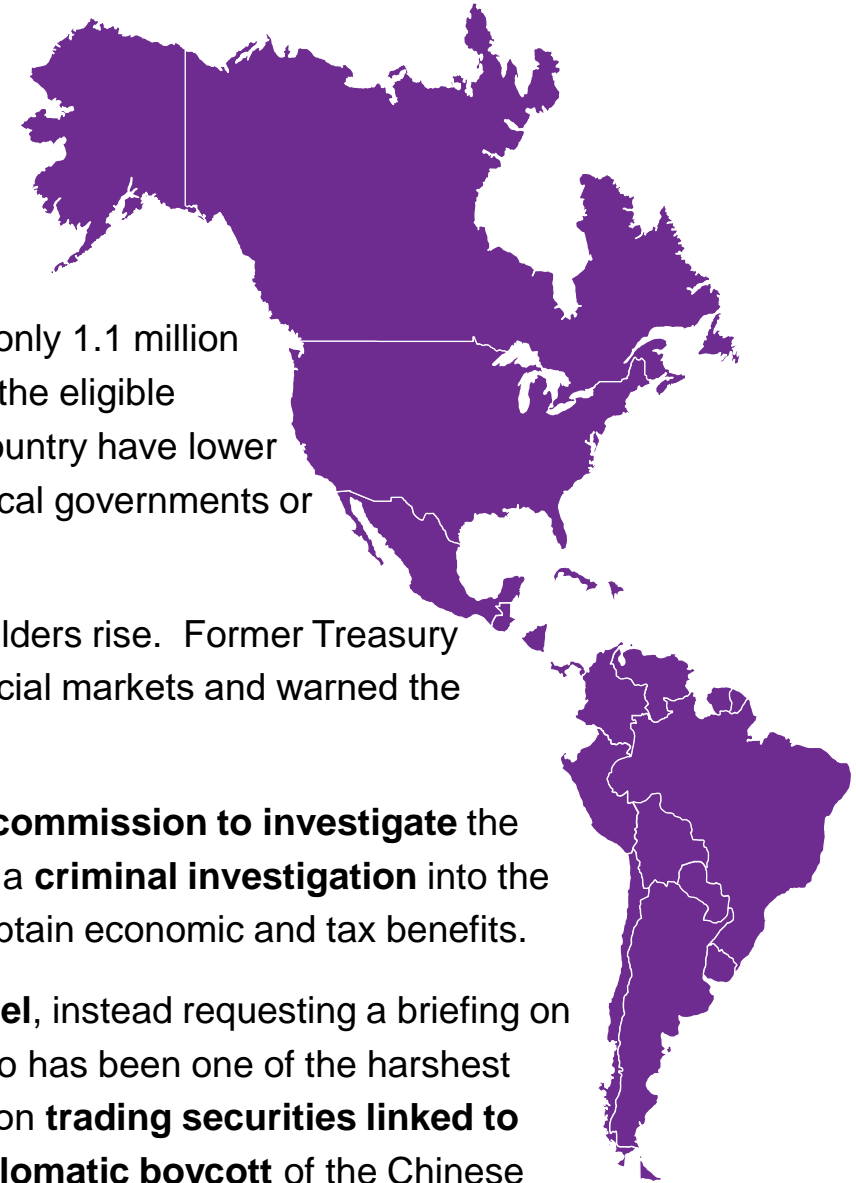 only 1.1 million
the eligible
ountry have lower
cal governments or
lders rise.  Former Treasury
cial markets and warned the
commission to investigate the
a criminal investigation into the
btain economic and tax benefits.
el, instead requesting a briefing on
o has been one of the harshest
on trading securities linked to
plomatic boycott of the Chinese